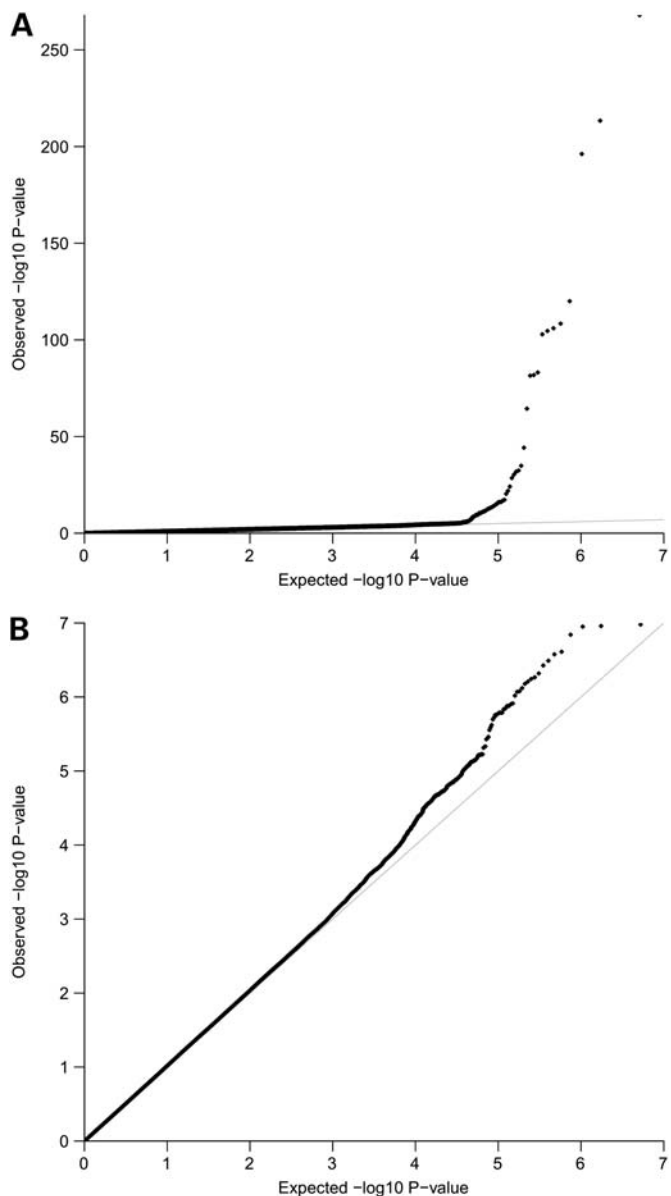 A
250
200
150
100
50
0
Observed −log10 P−value
0 1 2 3 4 5 6 7
Expected −log10 P−value
B
7
6
5
4
3
2
1
0
Observed −log10 P−value
0 1 2 3 4 5 6 7
Expected −log10 P−value